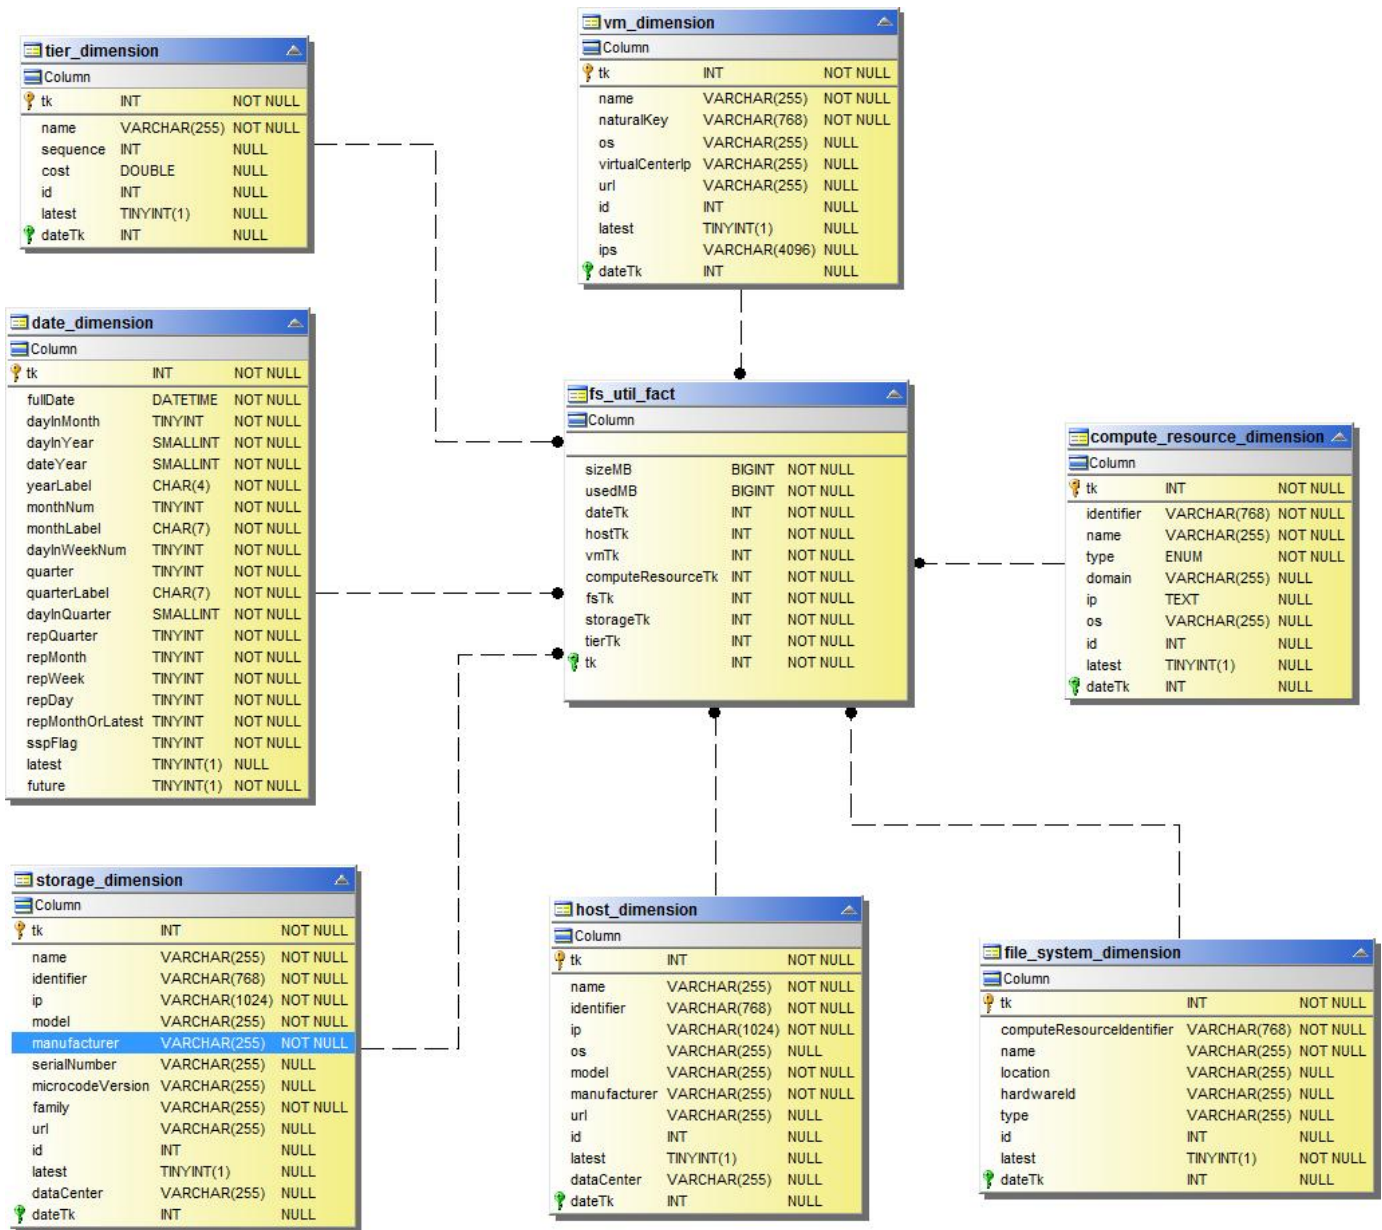 tier_dimension
Column
tk INT NOT NULL
name VARCHAR(255) NOT NULL
sequence INT NULL
cost DOUBLE NULL
id INT NULL
latest TINYINT(1) NULL
dateTk INT NULL
vm_dimension
Column
tk INT NOT NULL
name VARCHAR(255) NOT NULL
naturalKey VARCHAR(768) NOT NULL
os VARCHAR(255) NULL
virtualCenterIp VARCHAR(255) NULL
url VARCHAR(255) NULL
id INT NULL
latest TINYINT(1) NULL
ips VARCHAR(4096) NULL
dateTk INT NULL
date_dimension
Column
tk INT NOT NULL
fullDate DATETIME NOT NULL
dayInMonth TINYINT NOT NULL
dayInYear SMALLINT NOT NULL
dateYear SMALLINT NOT NULL
yearLabel CHAR(4) NOT NULL
monthNum TINYINT NOT NULL
monthLabel CHAR(7) NOT NULL
dayInWeekNum TINYINT NOT NULL
quarter TINYINT NOT NULL
quarterLabel CHAR(7) NOT NULL
dayInQuarter SMALLINT NOT NULL
repQuarter TINYINT NOT NULL
repMonth TINYINT NOT NULL
repWeek TINYINT NOT NULL
repDay TINYINT NOT NULL
repMonthOrLatest TINYINT NOT NULL
sspFlag TINYINT NOT NULL
latest TINYINT(1) NULL
future TINYINT(1) NOT NULL
fs_util_fact
Column
sizeMB BIGINT NOT NULL
usedMB BIGINT NOT NULL
dateTk INT NOT NULL
hostTk INT NOT NULL
vmTk INT NOT NULL
computeResourceTk INT NOT NULL
fsTk INT NOT NULL
storageTk INT NOT NULL
tierTk INT NOT NULL
tk INT NOT NULL
compute_resource_dimension
Column
tk INT NOT NULL
identifier VARCHAR(768) NOT NULL
name VARCHAR(255) NOT NULL
type ENUM NOT NULL
domain VARCHAR(255) NULL
ip TEXT NULL
os VARCHAR(255) NULL
id INT NULL
latest TINYINT(1) NULL
dateTk INT NULL
storage_dimension
Column
tk INT NOT NULL
name VARCHAR(255) NOT NULL
identifier VARCHAR(768) NOT NULL
ip VARCHAR(1024) NOT NULL
model VARCHAR(255) NOT NULL
manufacturer VARCHAR(255) NOT NULL
serialNumber VARCHAR(255) NULL
microcodeVersion VARCHAR(255) NULL
family VARCHAR(255) NOT NULL
url VARCHAR(255) NULL
id INT NULL
latest TINYINT(1) NULL
dataCenter VARCHAR(255) NULL
dateTk INT NULL
host_dimension
Column
tk INT NOT NULL
name VARCHAR(255) NOT NULL
identifier VARCHAR(768) NOT NULL
ip VARCHAR(1024) NOT NULL
os VARCHAR(255) NULL
model VARCHAR(255) NOT NULL
manufacturer VARCHAR(255) NOT NULL
url VARCHAR(255) NULL
id INT NULL
latest TINYINT(1) NULL
dataCenter VARCHAR(255) NULL
dateTk INT NULL
file_system_dimension
Column
tk INT NOT NULL
computeResourceIdentifier VARCHAR(768) NOT NULL
name VARCHAR(255) NOT NULL
location VARCHAR(255) NULL
hardwareId VARCHAR(255) NULL
type VARCHAR(255) NULL
id INT NULL
latest TINYINT(1) NOT NULL
dateTk INT NULL